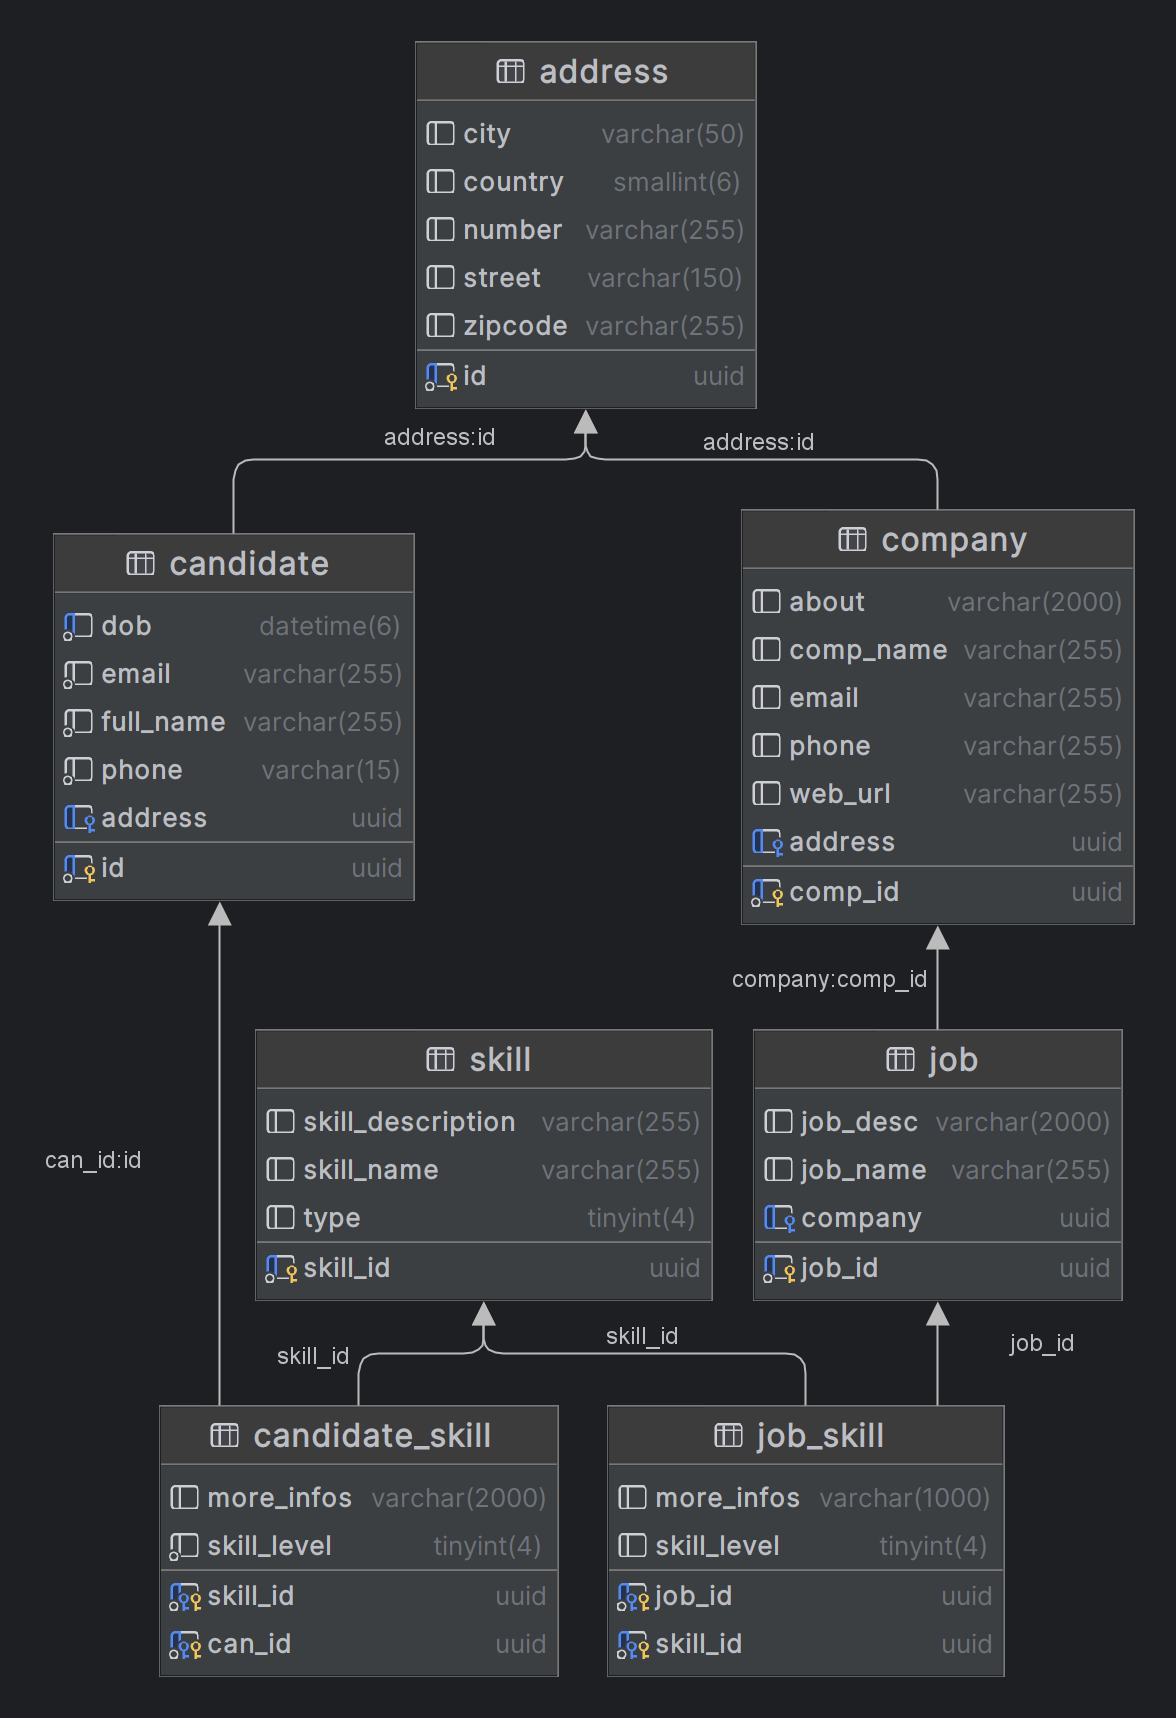 address
city varchar(50)
country smallint(6)
number varchar(255)
street varchar(150)
zipcode varchar(255)
id uuid
address:id
address:id
candidate
dob datetime(6)
email varchar(255)
full_name varchar(255)
phone varchar(15)
address uuid
id uuid
company
about varchar(2000)
comp_name varchar(255)
email varchar(255)
phone varchar(255)
web_url varchar(255)
address uuid
comp_id uuid
company:comp_id
can_id:id
skill
skill_description varchar(255)
skill_name varchar(255)
type tinyint(4)
skill_id uuid
job
job_desc varchar(2000)
job_name varchar(255)
company uuid
job_id uuid
skill_id
skill_id
job_id
candidate_skill
more_infos varchar(2000)
skill_level tinyint(4)
skill_id uuid
can_id uuid
job_skill
more_infos varchar(1000)
skill_level tinyint(4)
job_id uuid
skill_id uuid